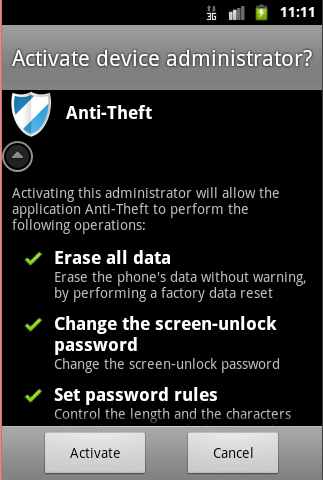 3G 11:11
Activate device administrator?
Anti-Theft
Activating this administrator will allow the
application Anti-Theft to perform the
following operations:
Erase all data
Erase the phone's data without warning,
by performing a factory data reset
Change the screen-unlock
password
Change the screen-unlock password
Set password rules
Control the length and the characters
Activate Cancel